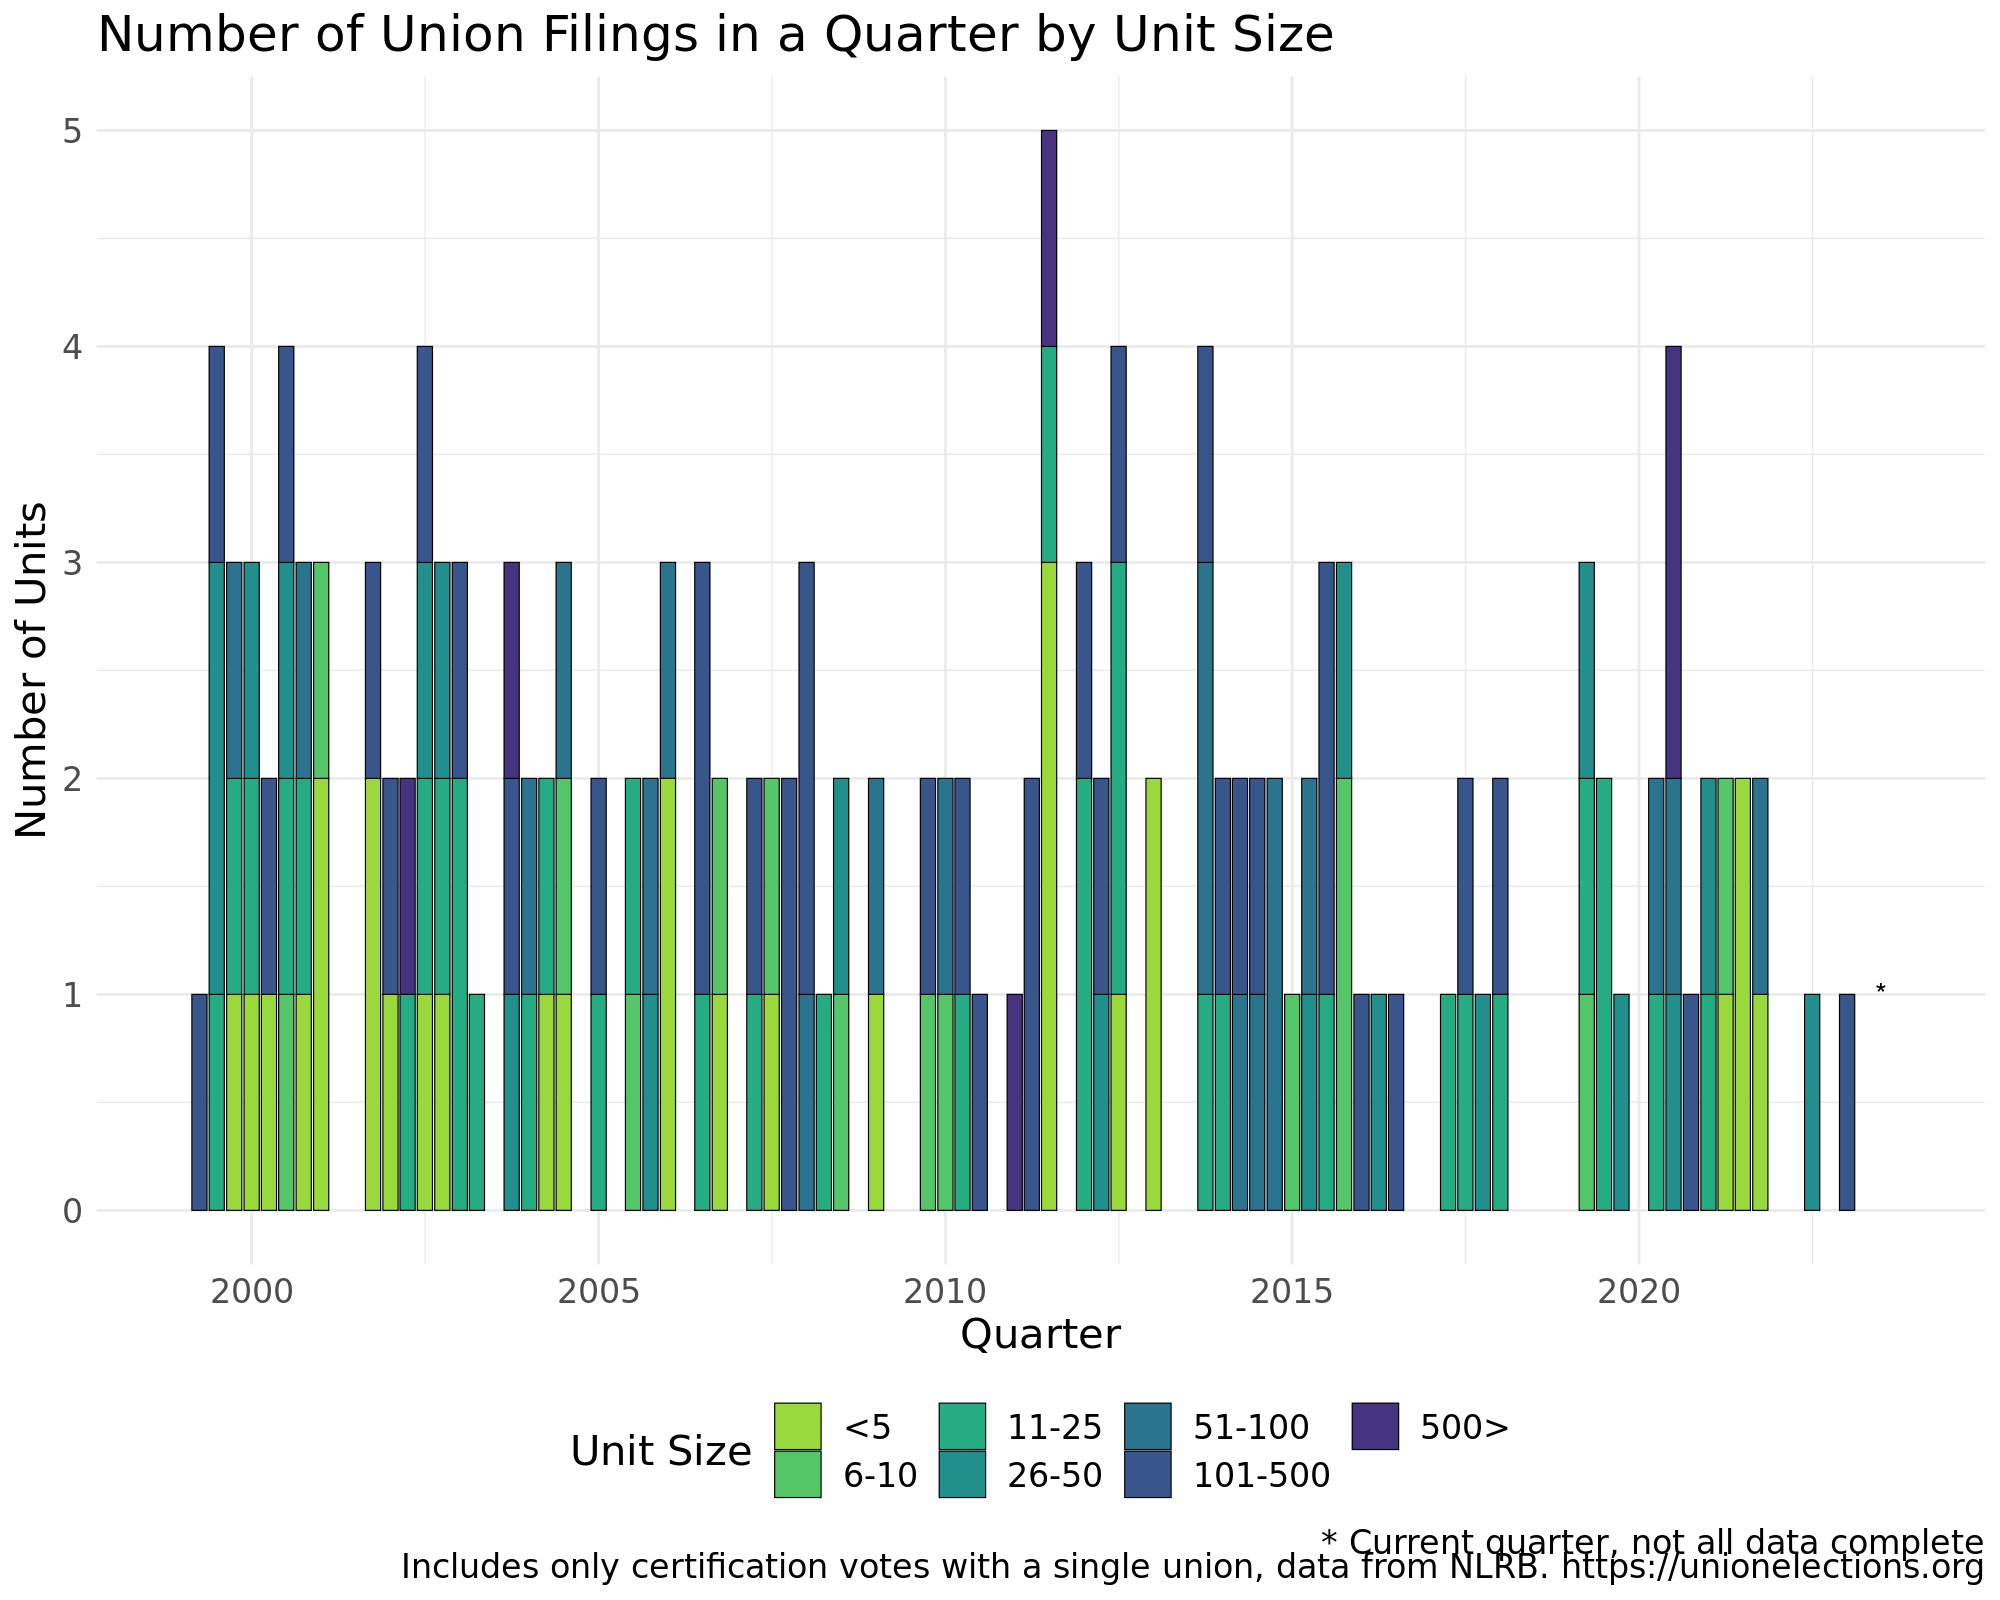 Number of Union Filings in a Quarter by Unit Size
5
4
3
2
1
0
Number of Units
*
2000 2005 2010 2015 2020
Quarter
Unit Size
<5 11-25 51-100 500>
6-10 26-50 101-500
* Current quarter, not all data complete
Includes only certification votes with a single union, data from NLRB. https://unionelections.org